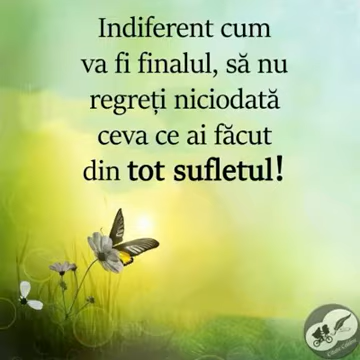 Indiferent cum
va fi finalul, să nu
regreți niciodată
ceva ce ai făcut
din tot sufletul!